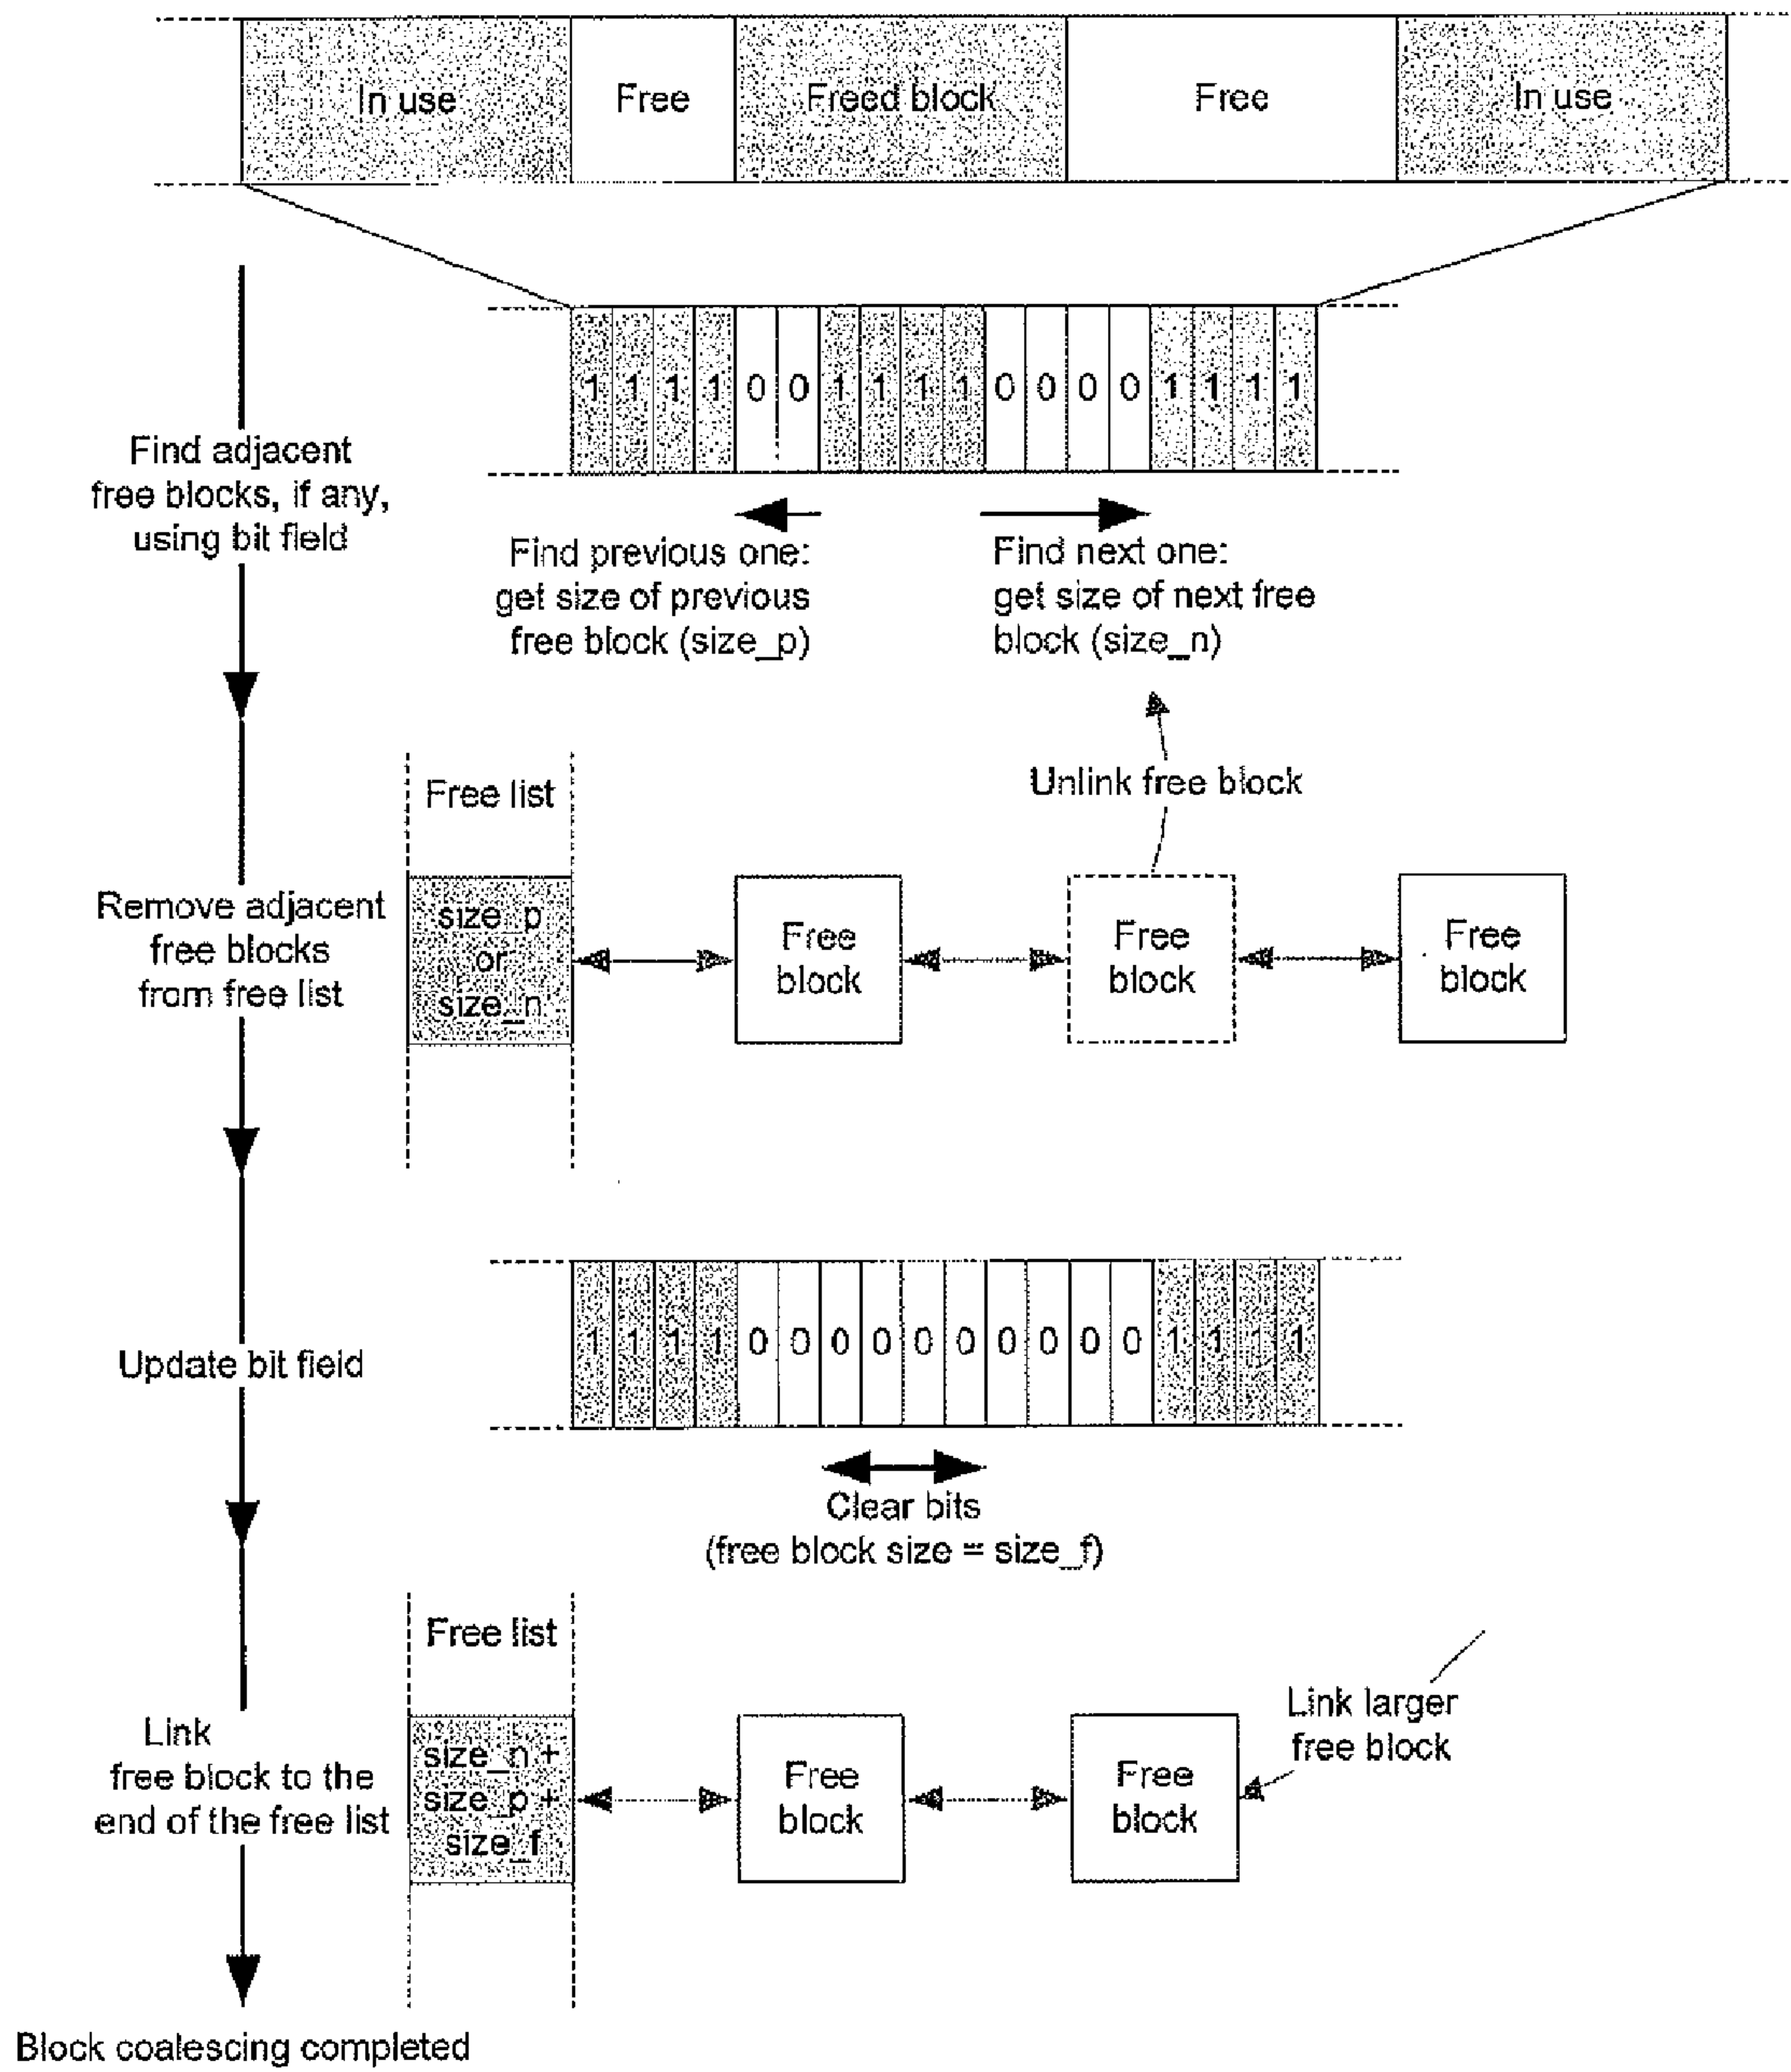 In use Free Freed block Free In use
1 1 1 1 0 0 1 1 1 1 0 0 0 0 1 1 1 1
Find adjacent
free blocks, if any,
using bit field
Find previous one:
get size of previous
free block (size_p)
Find next one:
get size of next free
block (size_n)
Unlink free block
Free list
Remove adjacent
free blocks
from free list
size_p
or
size_n
Free
block
Free
block
Free
block
1 1 1 1 0 0 0 0 0 0 0 0 0 0 1 1 1 1
Update bit field
Clear bits
(free block size = size_f)
Free list
Link
free block to the
end of the free list
size_n +
size_p +
size_f
Free
block
Free
block
Link larger
free block
Block coalescing completed